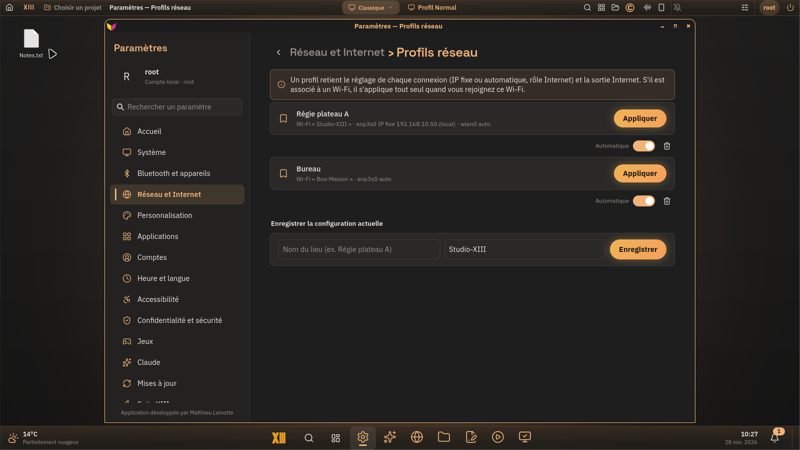 XIII
Choisir un projet
Paramètres — Profils réseau
Classique
Profil Normal
root
Notes.txt
Paramètres — Profils réseau
Paramètres
R
root
Compte local · root
Rechercher un paramètre
Accueil
Système
Bluetooth et appareils
Réseau et Internet
Personnalisation
Applications
Comptes
Heure et langue
Accessibilité
Confidentialité et sécurité
Jeux
Claude
Mises à jour
Application développée par Matthieu Lamotte
Réseau et Internet > Profils réseau
Un profil retient le réglage de chaque connexion (IP fixe ou automatique, rôle Internet) et la sortie Internet. S'il est
associé à un Wi-Fi, il s'applique tout seul quand vous rejoignez ce Wi-Fi.
Régie plateau A
Wi-Fi « Studio-XIII » · enp3s0 IP fixe 192.168.10.50 (local) · wlan0 auto
Appliquer
Automatique
Bureau
Wi-Fi « Box-Maison » · enp3s0 auto
Appliquer
Automatique
Enregistrer la configuration actuelle
Nom du lieu (ex. Régie plateau A)
Studio-XIII
Enregistrer
14°C
Partiellement nuageux
XIII
10:27
28 nov. 2026
1